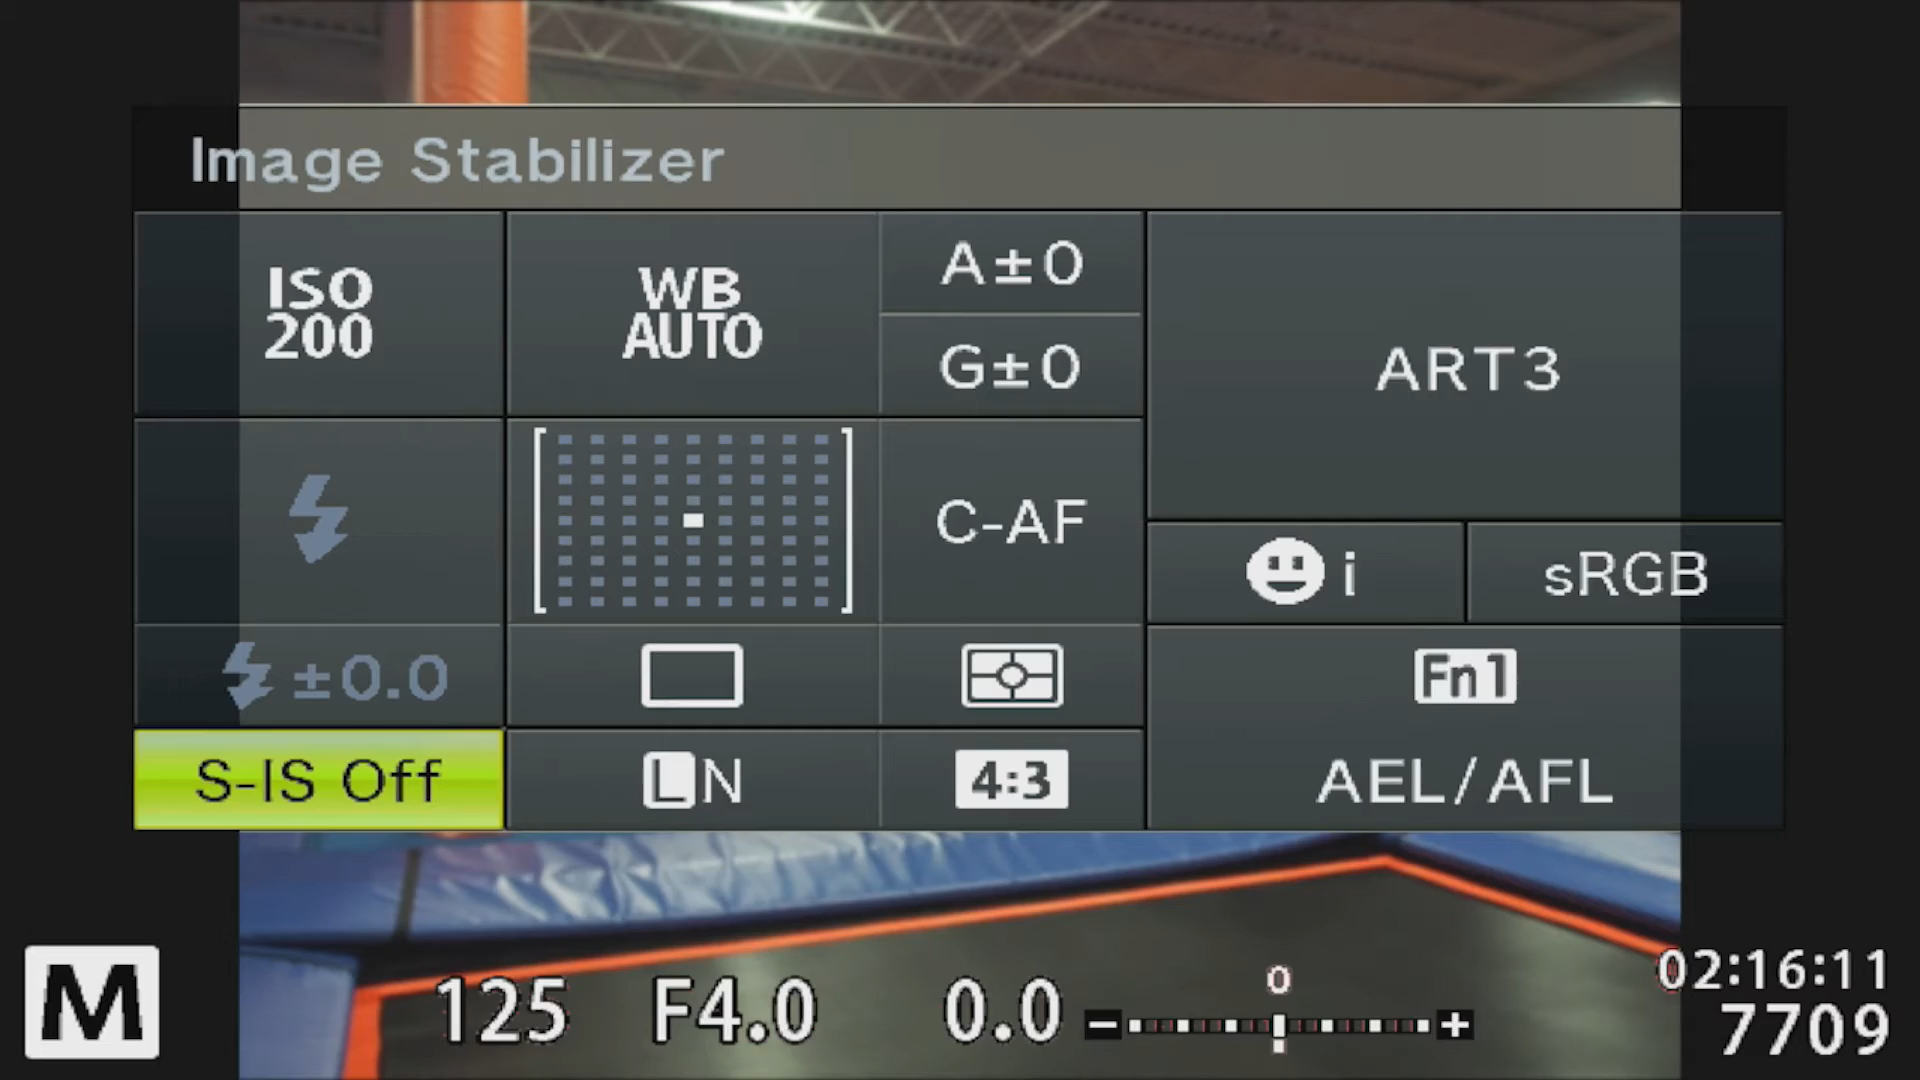 Image Stabilizer
ISO
200
WB
AUTO
A±0
G±0
ART3
C-AF
i
sRGB
±0.0
Fn1
S-IS Off
LN
4:3
AEL/AFL
M
125
F4.0
0.0
0
- +
02:16:11
7709